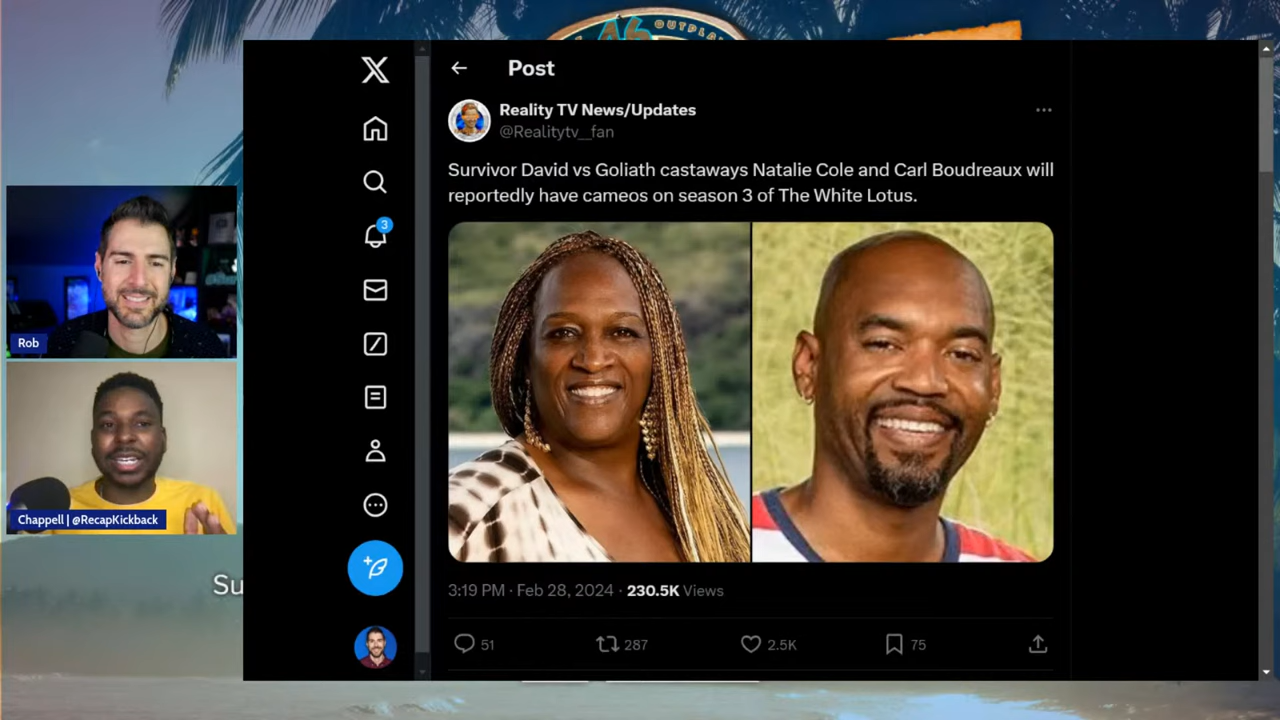 OUTPLA
Post
Reality TV News/Updates
@Realitytv__fan
Survivor David vs Goliath castaways Natalie Cole and Carl Boudreaux will
reportedly have cameos on season 3 of The White Lotus.
3
Rob
Chappell | @RecapKickback
Su
3:19 PM · Feb 28, 2024 · 230.5K Views
51
287
2.5K
75